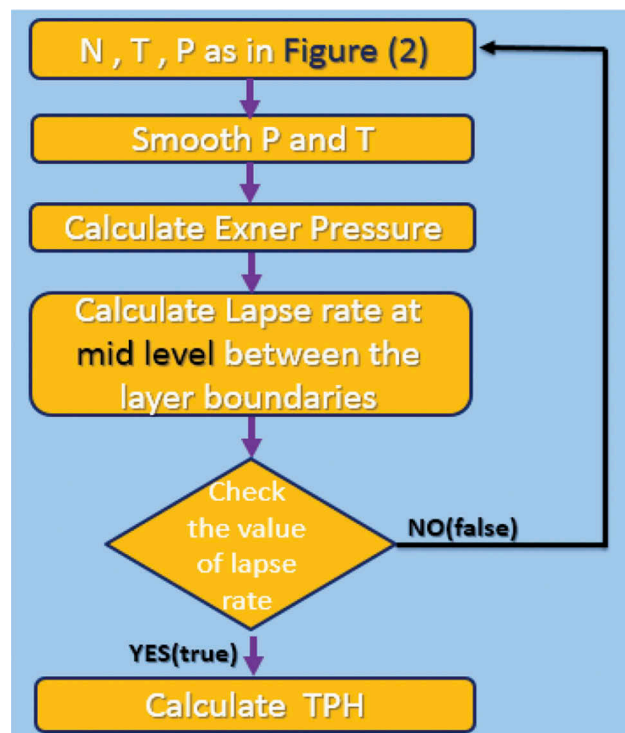 N , T , P as in Figure (2)
Smooth P and T
Calculate Exner Pressure
Calculate Lapse rate at
mid level between the
layer boundaries
Check
the value
of lapse
rate
NO(false)
YES(true)
Calculate TPH